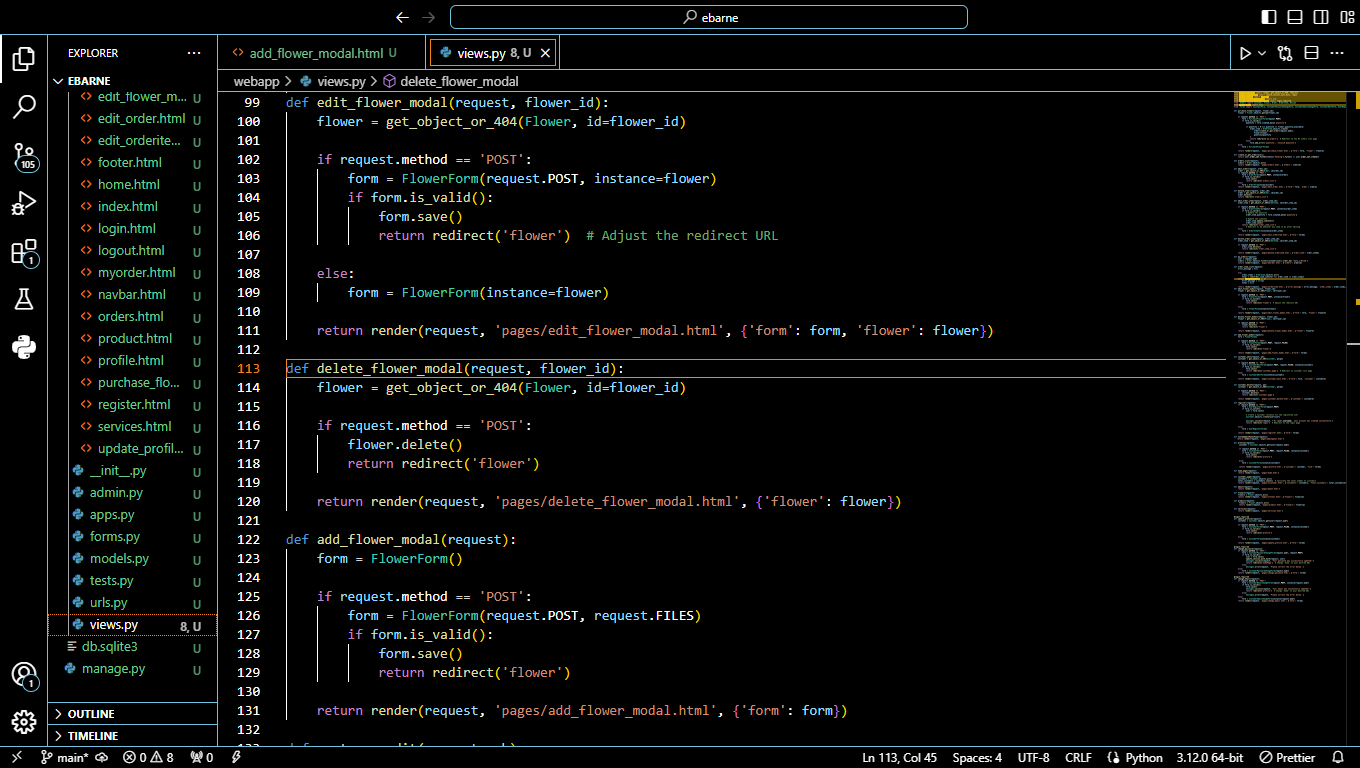 ebarne
EXPLORER
EBARNE
edit_flower_m... U
edit_order.html U
edit_orderite... U
footer.html U
home.html U
index.html U
login.html U
logout.html U
myorder.html U
navbar.html U
orders.html U
product.html U
profile.html U
purchase_flo... U
register.html U
services.html U
update_profil... U
__init__.py U
admin.py U
apps.py U
forms.py U
models.py U
tests.py U
urls.py U
views.py 8, U
db.sqlite3 U
manage.py U
OUTLINE
TIMELINE
105
1
1
add_flower_modal.html U
views.py 8, U
webapp > views.py > delete_flower_modal
99 def edit_flower_modal(request, flower_id):
100 flower = get_object_or_404(Flower, id=flower_id)
101
102 if request.method == 'POST':
103 form = FlowerForm(request.POST, instance=flower)
104 if form.is_valid():
105 form.save()
106 return redirect('flower')  # Adjust the redirect URL
107
108 else:
109 form = FlowerForm(instance=flower)
110
111 return render(request, 'pages/edit_flower_modal.html', {'form': form, 'flower': flower})
112
113 def delete_flower_modal(request, flower_id):
114 flower = get_object_or_404(Flower, id=flower_id)
115
116 if request.method == 'POST':
117 flower.delete()
118 return redirect('flower')
119
120 return render(request, 'pages/delete_flower_modal.html', {'flower': flower})
121
122 def add_flower_modal(request):
123 form = FlowerForm()
124
125 if request.method == 'POST':
126 form = FlowerForm(request.POST, request.FILES)
127 if form.is_valid():
128 form.save()
129 return redirect('flower')
130
131 return render(request, 'pages/add_flower_modal.html', {'form': form})
132
main* 0 8 0 Ln 113, Col 45 Spaces: 4 UTF-8 CRLF Python 3.12.0 64-bit Prettier